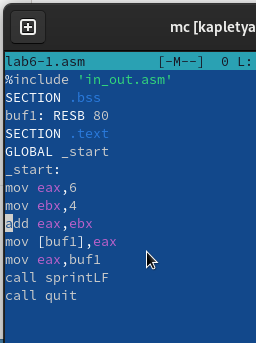 mc [kapletya
lab6-1.asm [-M--] 0 L:
%include 'in_out.asm'
SECTION .bss
buf1: RESB 80
SECTION .text
GLOBAL _start
_start:
mov eax,6
mov ebx,4
add eax,ebx
mov [buf1],eax
mov eax,buf1
call sprintLF
call quit